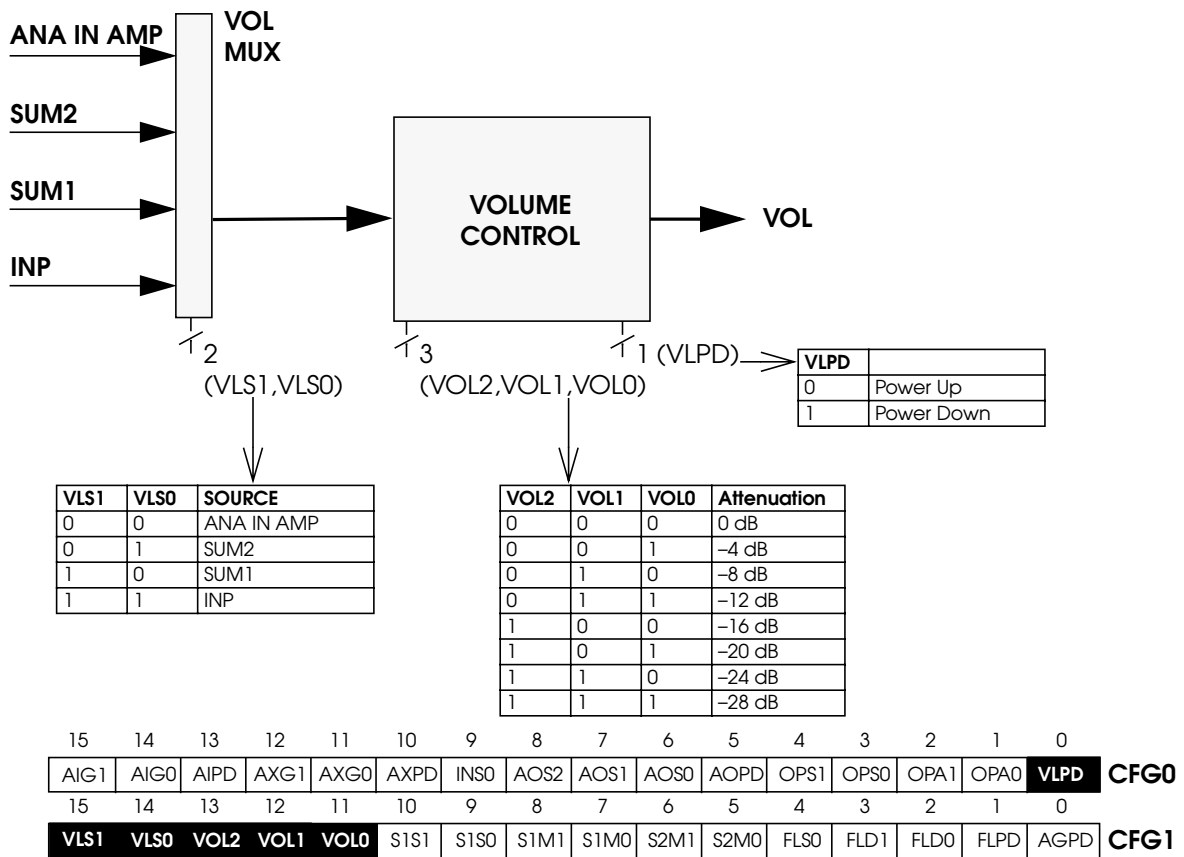 ANA IN AMP
VOL
MUX
SUM2
SUM1
INP
VOLUME
CONTROL
VOL
2
(VLS1,VLS0)
3
(VOL2,VOL1,VOL0)
1 (VLPD)
VLPD
0 Power Up
1 Power Down
VLS1 VLS0 SOURCE
0 0 ANA IN AMP
0 1 SUM2
1 0 SUM1
1 1 INP
VOL2 VOL1 VOL0 Attenuation
0 0 0 0 dB
0 0 1 –4 dB
0 1 0 –8 dB
0 1 1 –12 dB
1 0 0 –16 dB
1 0 1 –20 dB
1 1 0 –24 dB
1 1 1 –28 dB
15 14 13 12 11 10 9 8 7 6 5 4 3 2 1 0
AIG1 AIG0 AIPD AXG1 AXG0 AXPD INS0 AOS2 AOS1 AOS0 AOPD OPS1 OPS0 OPA1 OPA0 VLPD CFG0
15 14 13 12 11 10 9 8 7 6 5 4 3 2 1 0
VLS1 VLS0 VOL2 VOL1 VOL0 S1S1 S1S0 S1M1 S1M0 S2M1 S2M0 FLS0 FLD1 FLD0 FLPD AGPD CFG1